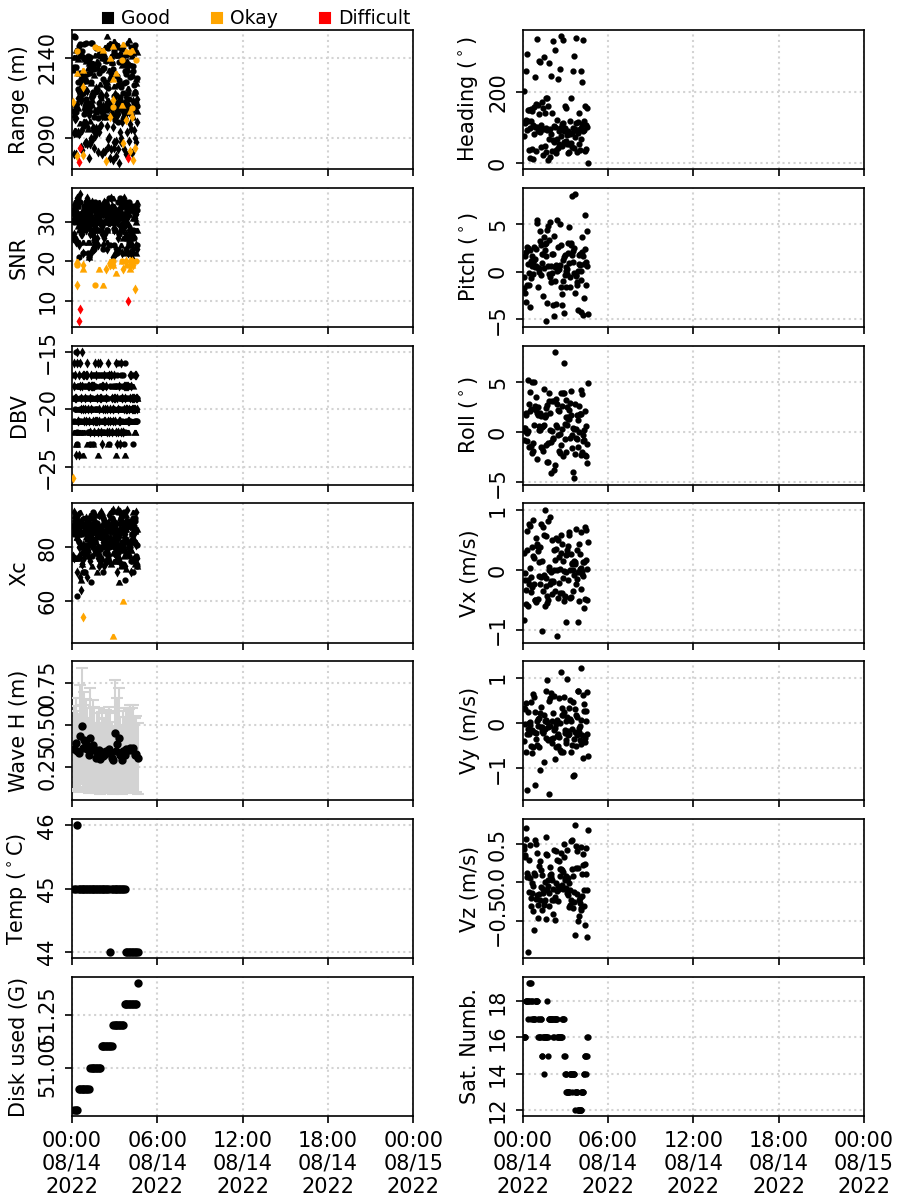 Good Okay Difficult
Range (m)
2140
2090
Heading (°)
200
0
SNR
30
20
10
Pitch (°)
5
0
−5
DBV
−15
−20
−25
Roll (°)
5
0
−5
Xc
80
60
Vx (m/s)
1
0
−1
Wave H (m)
0.75
0.50
0.25
Vy (m/s)
1
0
−1
Temp (°C)
46
45
44
Vz (m/s)
0.5
0.0
−0.5
Disk used (G)
51.25
51.00
Sat. Numb.
18
16
14
12
00:00 06:00 12:00 18:00 00:00
08/14 08/14 08/14 08/14 08/15
2022 2022 2022 2022 2022
00:00 06:00 12:00 18:00 00:00
08/14 08/14 08/14 08/14 08/15
2022 2022 2022 2022 2022